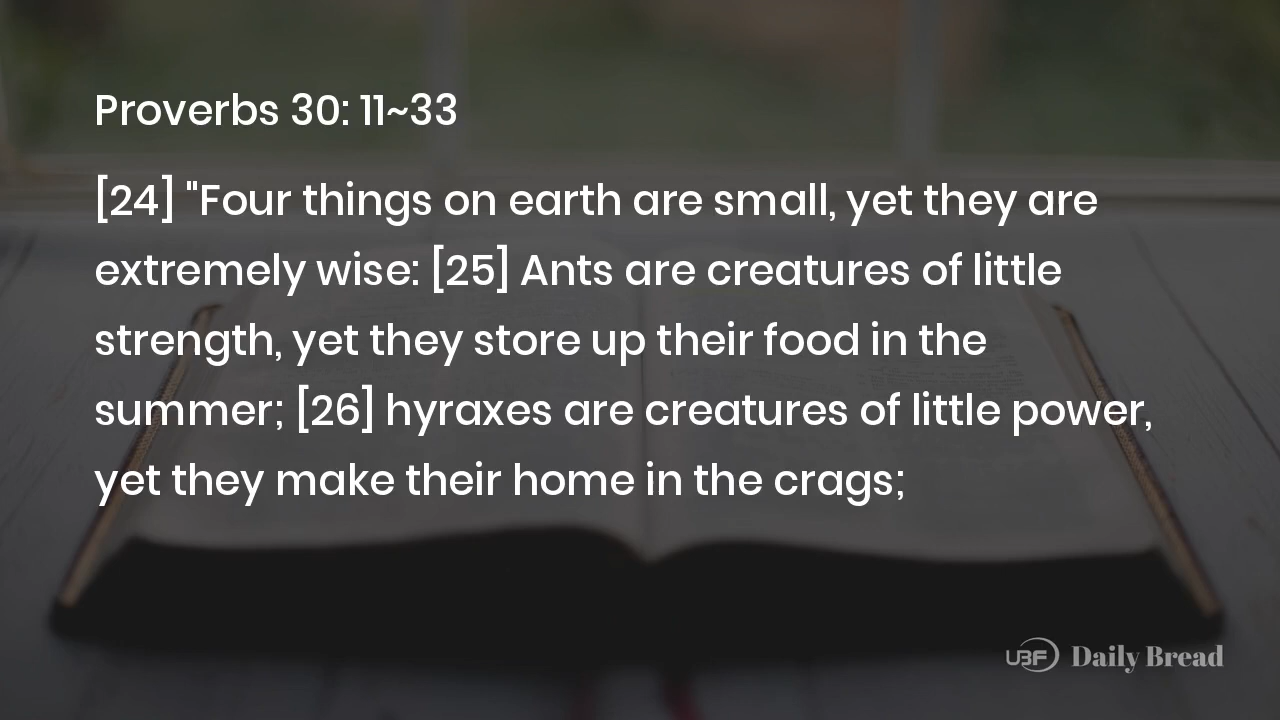 Proverbs 30: 11~33
[24] "Four things on earth are small, yet they are
extremely wise: [25] Ants are creatures of little
strength, yet they store up their food in the
summer; [26] hyraxes are creatures of little power,
yet they make their home in the crags;
UBF Daily Bread